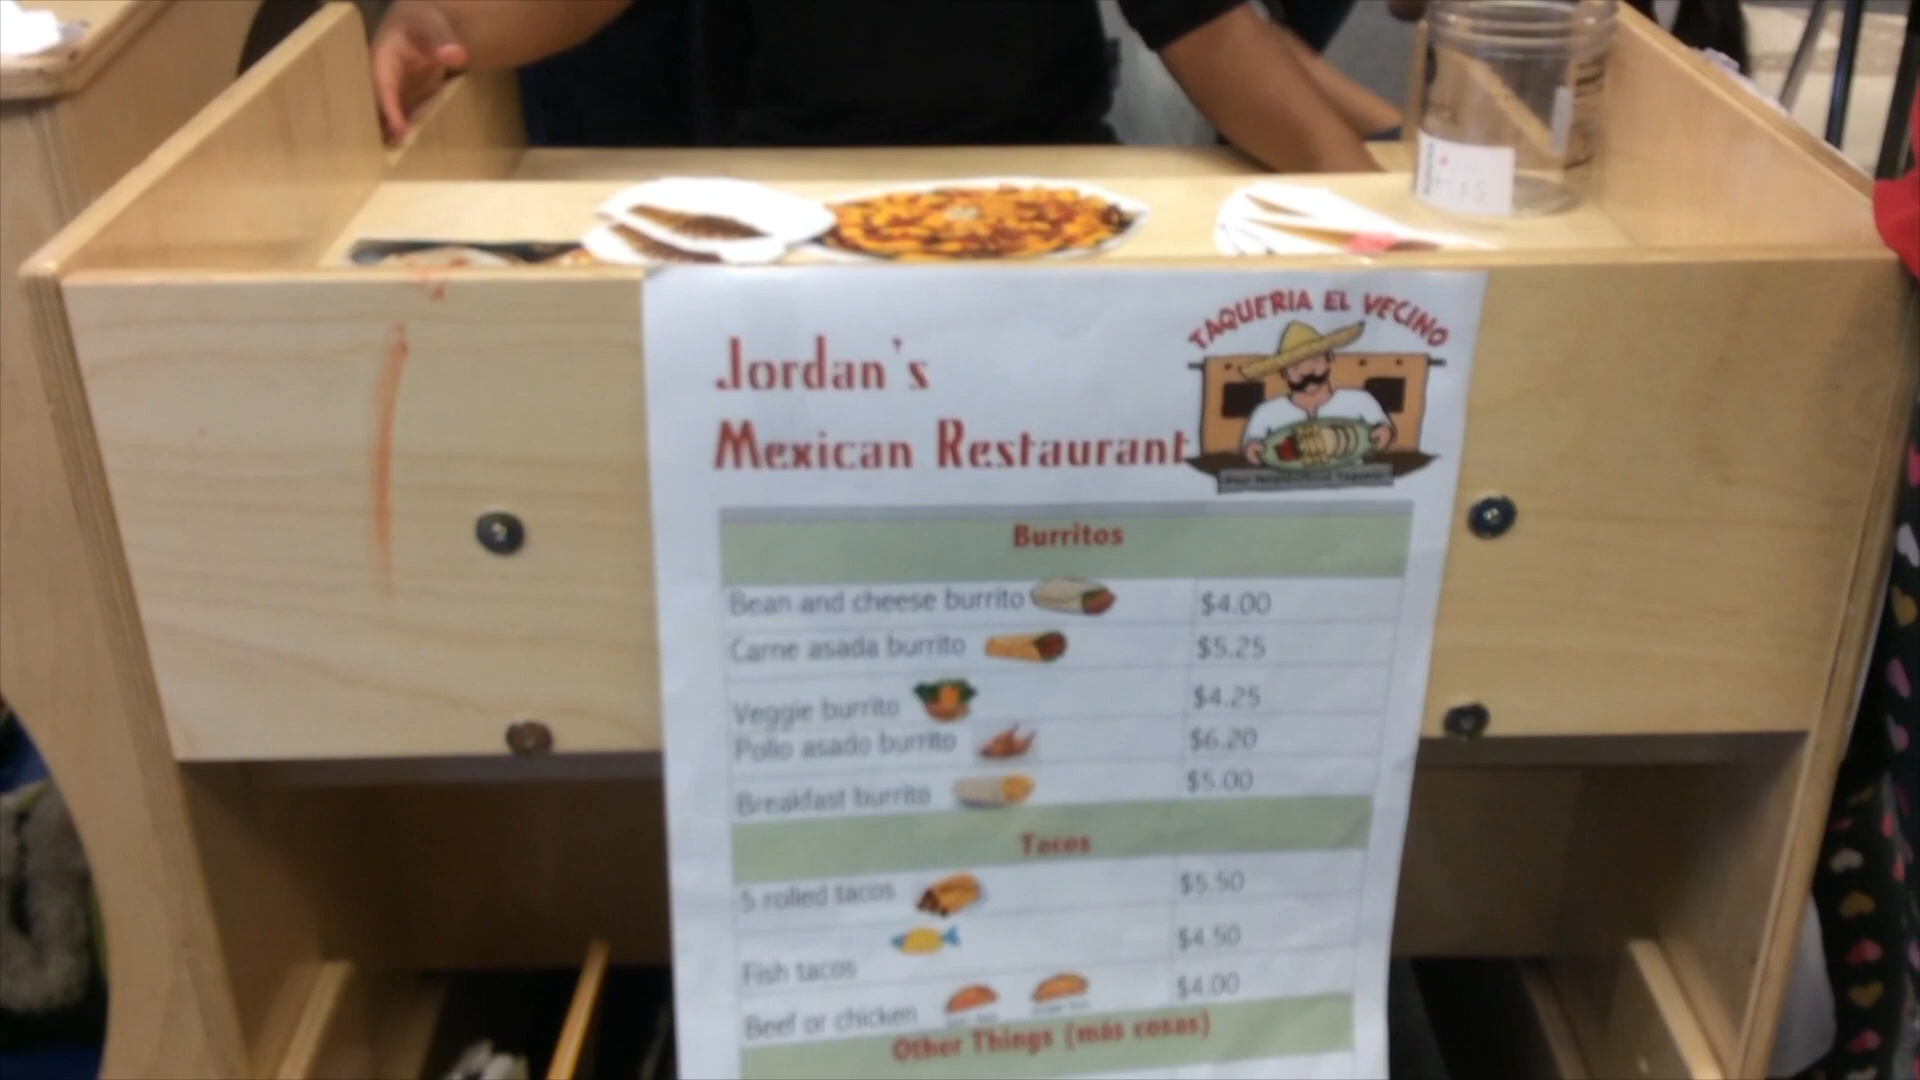 TAQUERIA EL VECINO
Jordan's
Mexican Restaurant
Burritos
Bean and cheese burrito $4.00
Carne asada burrito $5.25
Veggie burrito $4.25
Pollo asado burrito $6.20
Breakfast burrito $5.00
Tacos
5 rolled tacos $5.50
Fish tacos $4.50
Beef or chicken $4.00
Other Things (más cosas)